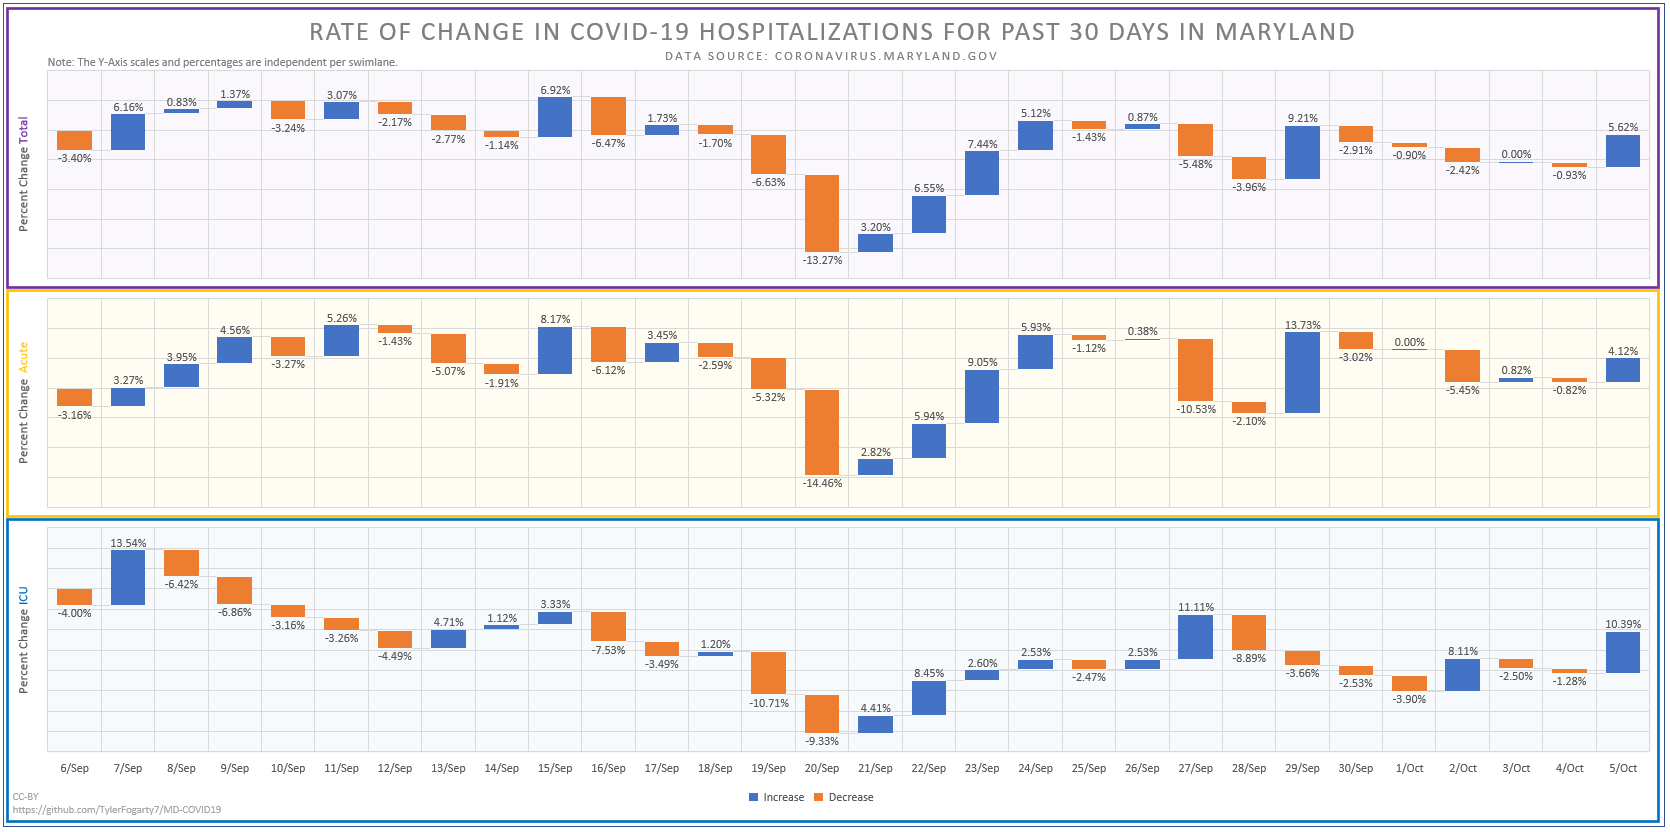 RATE OF CHANGE IN COVID-19 HOSPITALIZATIONS FOR PAST 30 DAYS IN MARYLAND
DATA SOURCE: CORONAVIRUS.MARYLAND.GOV
Note: The Y-Axis scales and percentages are independent per swimlane.
Percent Change Total
-3.40% 6.16% 0.83% 1.37% -3.24% 3.07% -2.17% -2.77% -1.14% 6.92% -6.47% 1.73% -1.70% -6.63% -13.27% 3.20% 6.55% 7.44% 5.12% -1.43% 0.87% -5.48% -3.96% 9.21% -2.91% -0.90% -2.42% 0.00% -0.93% 5.62%
Percent Change Acute
-3.16% 3.27% 3.95% 4.56% -3.27% 5.26% -1.43% -5.07% -1.91% 8.17% -6.12% 3.45% -2.59% -5.32% -14.46% 2.82% 5.94% 9.05% 5.93% -1.12% 0.38% -10.53% -2.10% 13.73% -3.02% 0.00% -5.45% 0.82% -0.82% 4.12%
Percent Change ICU
-4.00% 13.54% -6.42% -6.86% -3.16% -3.26% -4.49% 4.71% 1.12% 3.33% -7.53% -3.49% 1.20% -10.71% -9.33% 4.41% 8.45% 2.60% 2.53% -2.47% 2.53% 11.11% -8.89% -3.66% -2.53% -3.90% 8.11% -2.50% -1.28% 10.39%
6/Sep 7/Sep 8/Sep 9/Sep 10/Sep 11/Sep 12/Sep 13/Sep 14/Sep 15/Sep 16/Sep 17/Sep 18/Sep 19/Sep 20/Sep 21/Sep 22/Sep 23/Sep 24/Sep 25/Sep 26/Sep 27/Sep 28/Sep 29/Sep 30/Sep 1/Oct 2/Oct 3/Oct 4/Oct 5/Oct
Increase Decrease
CC-BY
https://github.com/TylerFogarty7/MD-COVID19